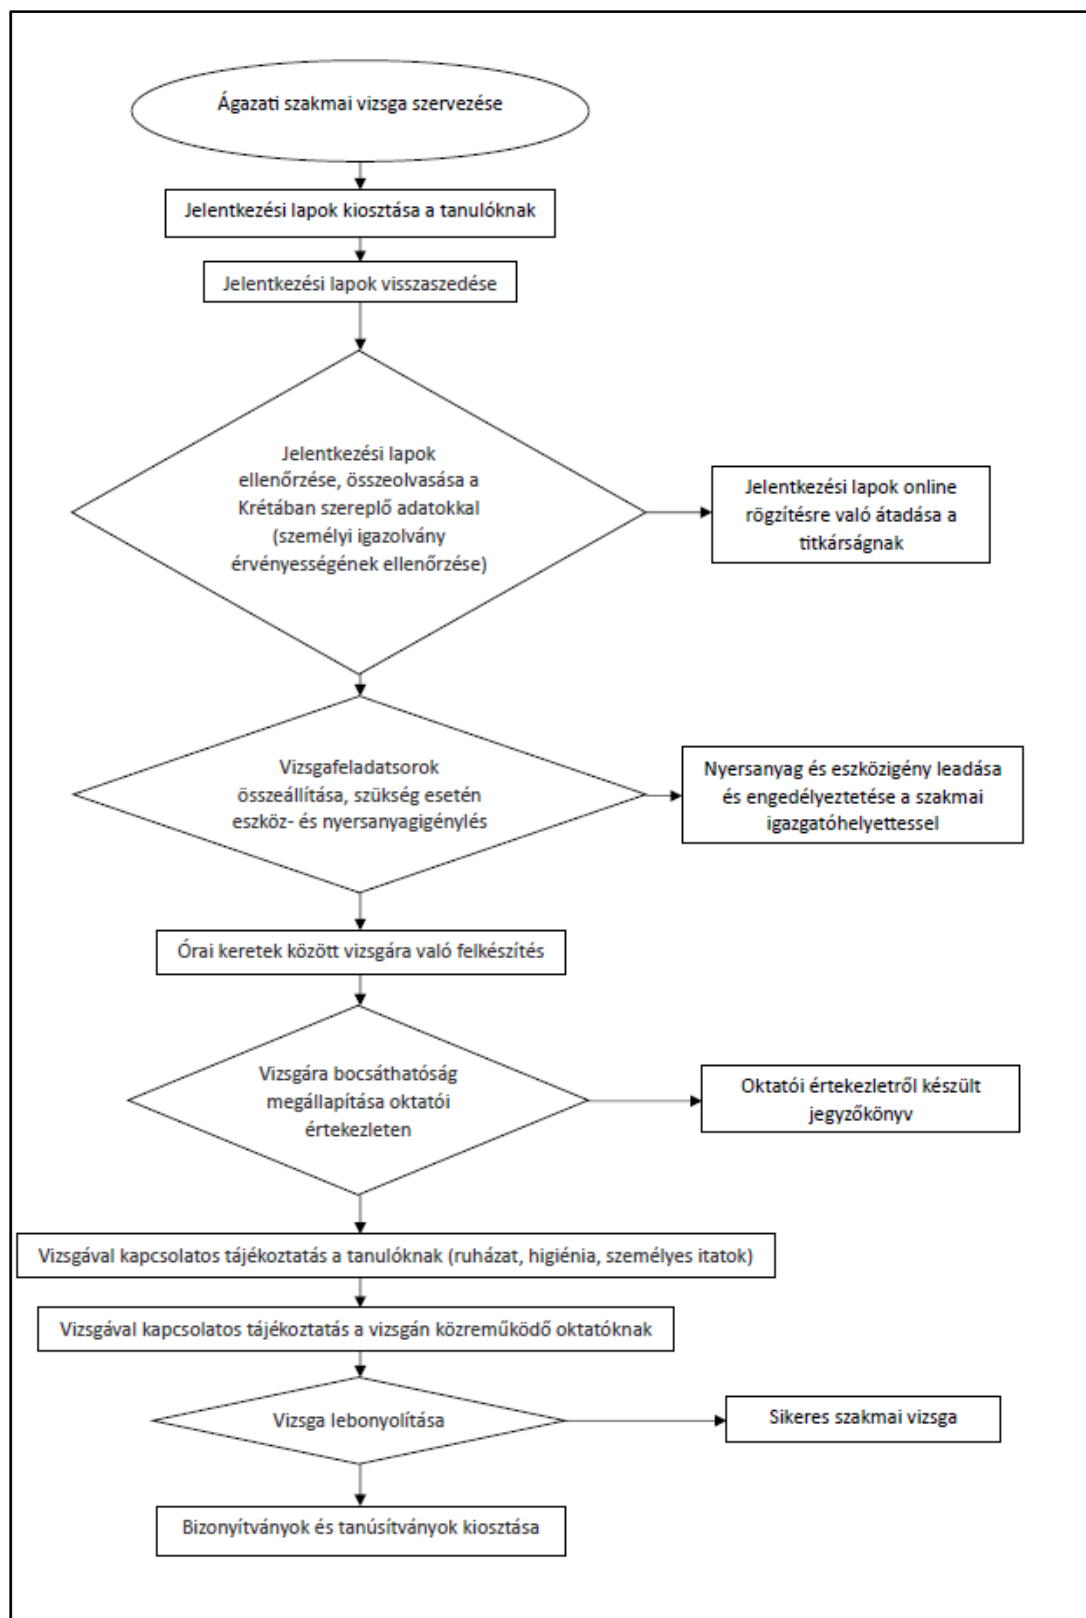 Ágazati szakmai vizsga szervezése
Jelentkezési lapok kiosztása a tanulóknak
Jelentkezési lapok visszaszedése
Jelentkezési lapok
ellenőrzése, összeolvasása a
Krétában szereplő adatokkal
(személyi igazolvány
érvényességének ellenőrzése)
Jelentkezési lapok online
rögzítésre való átadása a
titkárságnak
Vizsgafeladatsorok
összeállítása, szükség esetén
eszköz- és nyersanyagigénylés
Nyersanyag és eszközigény leadása
és engedélyeztetése a szakmai
igazgatóhelyettessel
Órai keretek között vizsgára való felkészítés
Vizsgára bocsáthatóság
megállapítása oktatói
értekezleten
Oktatói értekezletről készült
jegyzőkönyv
Vizsgával kapcsolatos tájékoztatás a tanulóknak (ruházat, higiénia, személyes itatok)
Vizsgával kapcsolatos tájékoztatás a vizsgán közreműködő oktatóknak
Vizsga lebonyolítása
Sikeres szakmai vizsga
Bizonyítványok és tanúsítványok kiosztása